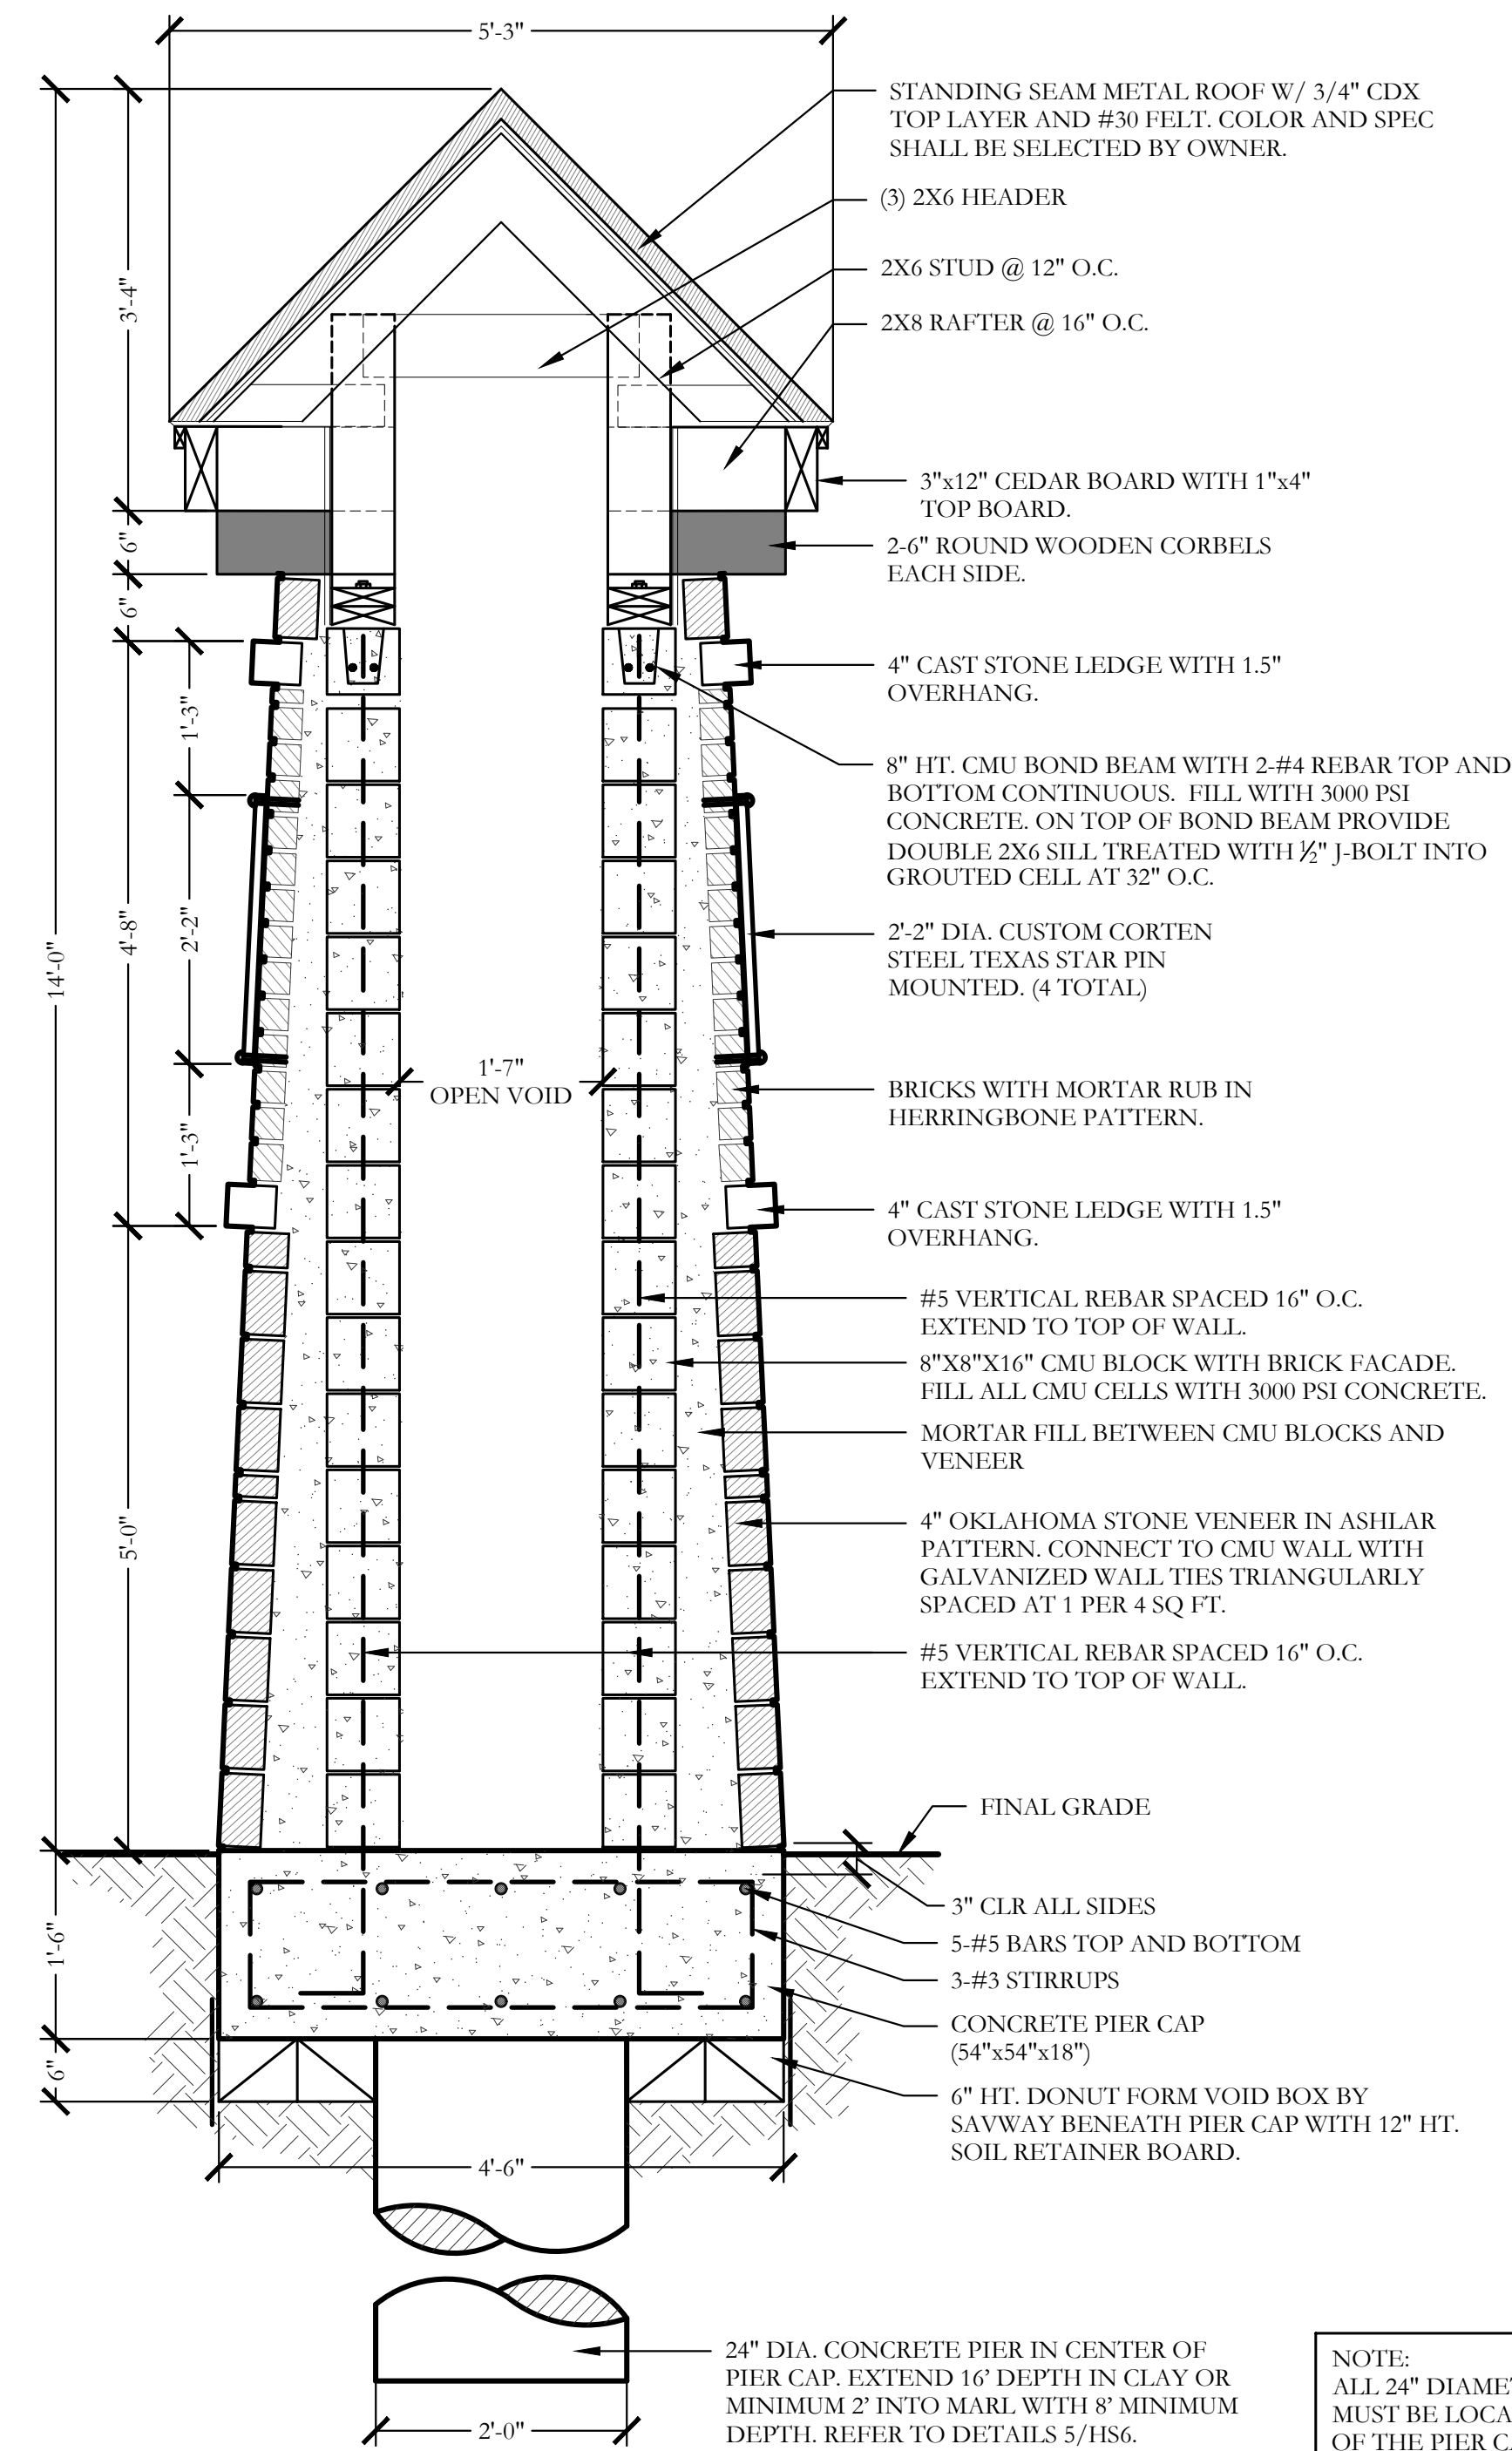 5'-3"
STANDING SEAM METAL ROOF W/ 3/4" CDX
TOP LAYER AND #30 FELT. COLOR AND SPEC
SHALL BE SELECTED BY OWNER.
(3) 2X6 HEADER
2X6 STUD @ 12" O.C.
2X8 RAFTER @ 16" O.C.
3'-4"
3"x12" CEDAR BOARD WITH 1"x4"
TOP BOARD.
6"
2-6" ROUND WOODEN CORBELS
EACH SIDE.
6"
4" CAST STONE LEDGE WITH 1.5"
OVERHANG.
1'-3"
8" HT. CMU BOND BEAM WITH 2-#4 REBAR TOP AND
BOTTOM CONTINUOUS. FILL WITH 3000 PSI
CONCRETE. ON TOP OF BOND BEAM PROVIDE
DOUBLE 2X6 SILL TREATED WITH ½" J-BOLT INTO
GROUTED CELL AT 32" O.C.
14'-0"
4'-8"
2'-2"
2'-2" DIA. CUSTOM CORTEN
STEEL TEXAS STAR PIN
MOUNTED. (4 TOTAL)
1'-7"
OPEN VOID
BRICKS WITH MORTAR RUB IN
HERRINGBONE PATTERN.
1'-3"
4" CAST STONE LEDGE WITH 1.5"
OVERHANG.
#5 VERTICAL REBAR SPACED 16" O.C.
EXTEND TO TOP OF WALL.
8"X8"X16" CMU BLOCK WITH BRICK FACADE.
FILL ALL CMU CELLS WITH 3000 PSI CONCRETE.
MORTAR FILL BETWEEN CMU BLOCKS AND
VENEER
5'-0"
4" OKLAHOMA STONE VENEER IN ASHLAR
PATTERN. CONNECT TO CMU WALL WITH
GALVANIZED WALL TIES TRIANGULARLY
SPACED AT 1 PER 4 SQ FT.
#5 VERTICAL REBAR SPACED 16" O.C.
EXTEND TO TOP OF WALL.
FINAL GRADE
3" CLR ALL SIDES
5-#5 BARS TOP AND BOTTOM
3-#3 STIRRUPS
1'-6"
CONCRETE PIER CAP
(54"x54"x18")
6"
6" HT. DONUT FORM VOID BOX BY
SAVWAY BENEATH PIER CAP WITH 12" HT.
SOIL RETAINER BOARD.
4'-6"
24" DIA. CONCRETE PIER IN CENTER OF
PIER CAP. EXTEND 16’ DEPTH IN CLAY OR
MINIMUM 2’ INTO MARL WITH 8’ MINIMUM
DEPTH. REFER TO DETAILS 5/HS6.
2'-0"
NOTE:
ALL 24"
MUST BE
OF THE PIER